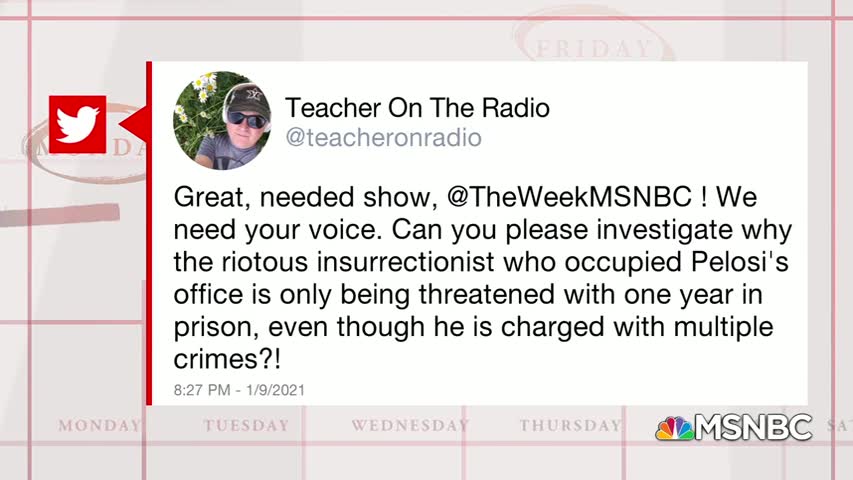 FRIDAY
MONDAY
Teacher On The Radio
@teacheronradio
Great, needed show, @TheWeekMSNBC ! We
need your voice. Can you please investigate why
the riotous insurrectionist who occupied Pelosi's
office is only being threatened with one year in
prison, even though he is charged with multiple
crimes?!
8:27 PM - 1/9/2021
MONDAY TUESDAY WEDNESDAY THURSDAY SAT
MSNBC